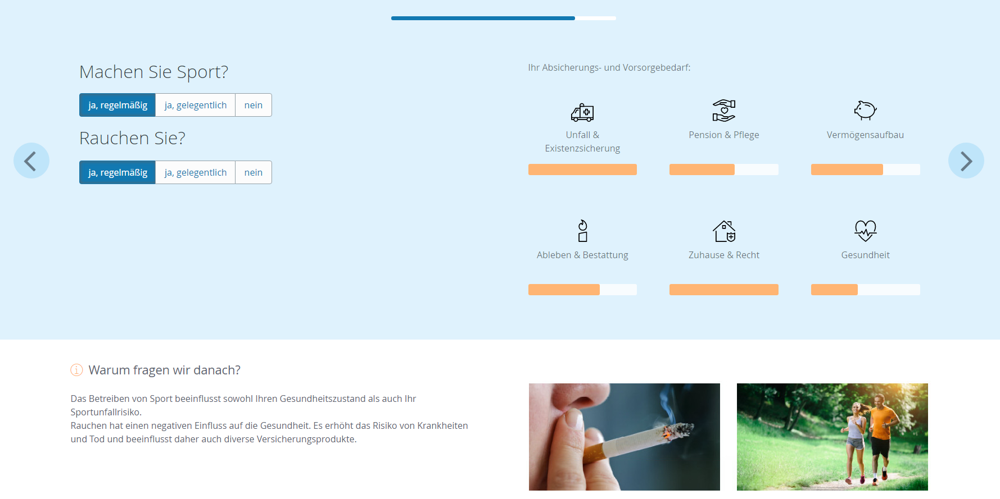 Machen Sie Sport?
ja, regelmäßig ja, gelegentlich nein
Rauchen Sie?
ja, regelmäßig ja, gelegentlich nein
Ihr Absicherungs- und Vorsorgebedarf:
Unfall &
Existenzsicherung
Pension & Pflege
Vermögensaufbau
Ableben & Bestattung
Zuhause & Recht
Gesundheit
Warum fragen wir danach?
Das Betreiben von Sport beeinflusst sowohl Ihren Gesundheitszustand als auch Ihr
Sportunfallrisiko.
Rauchen hat einen negativen Einfluss auf die Gesundheit. Es erhöht das Risiko von Krankheiten
und Tod und beeinflusst daher auch diverse Versicherungsprodukte.